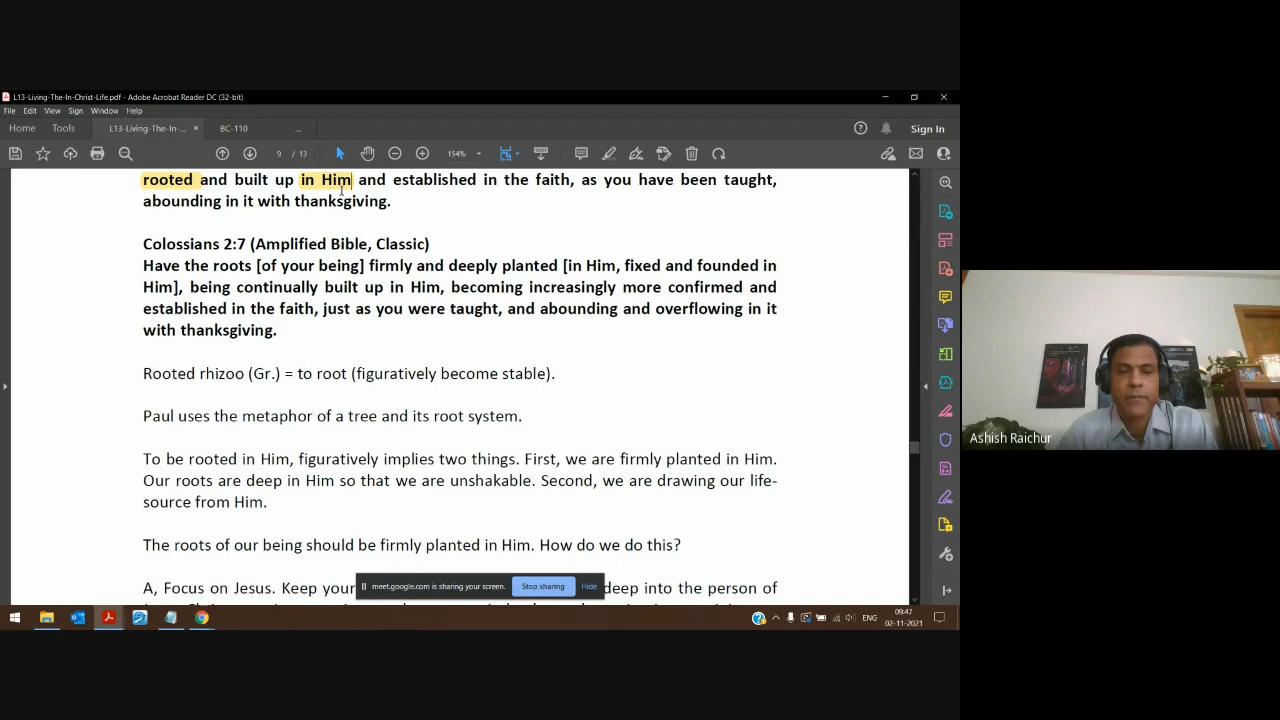 L13-Living-The-In-Christ-Life.pdf - Adobe Acrobat Reader DC (32-bit)
File Edit View Sign Window Help
Home Tools L13-Living-The-In-... × BC-110 ...
Sign In
9 / 13 154%
rooted and built up in Him and established in the faith, as you have been taught,
abounding in it with thanksgiving.
Colossians 2:7 (Amplified Bible, Classic)
Have the roots [of your being] firmly and deeply planted [in Him, fixed and founded in
Him], being continually built up in Him, becoming increasingly more confirmed and
established in the faith, just as you were taught, and abounding and overflowing in it
with thanksgiving.
Rooted rhizoo (Gr.) = to root (figuratively become stable).
Paul uses the metaphor of a tree and its root system.
To be rooted in Him, figuratively implies two things. First, we are firmly planted in Him.
Our roots are deep in Him so that we are unshakable. Second, we are drawing our life-
source from Him.
The roots of our being should be firmly planted in Him. How do we do this?
A, Focus on Jesus. Keep your deep into the person of
meet.google.com is sharing your screen. Stop sharing Hide
ENG
09:47
02-11-2021
Ashish Raichur